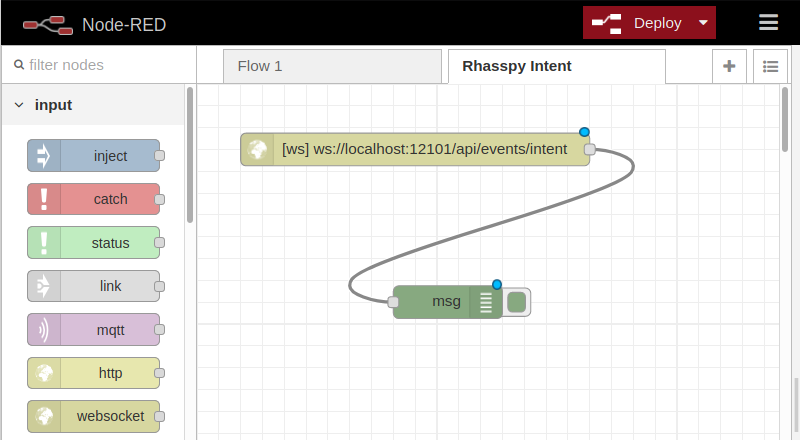 Node-RED
Deploy
filter nodes
Flow 1
Rhasspy Intent
input
inject
catch
status
link
mqtt
http
websocket
[ws] ws://localhost:12101/api/events/intent
msg